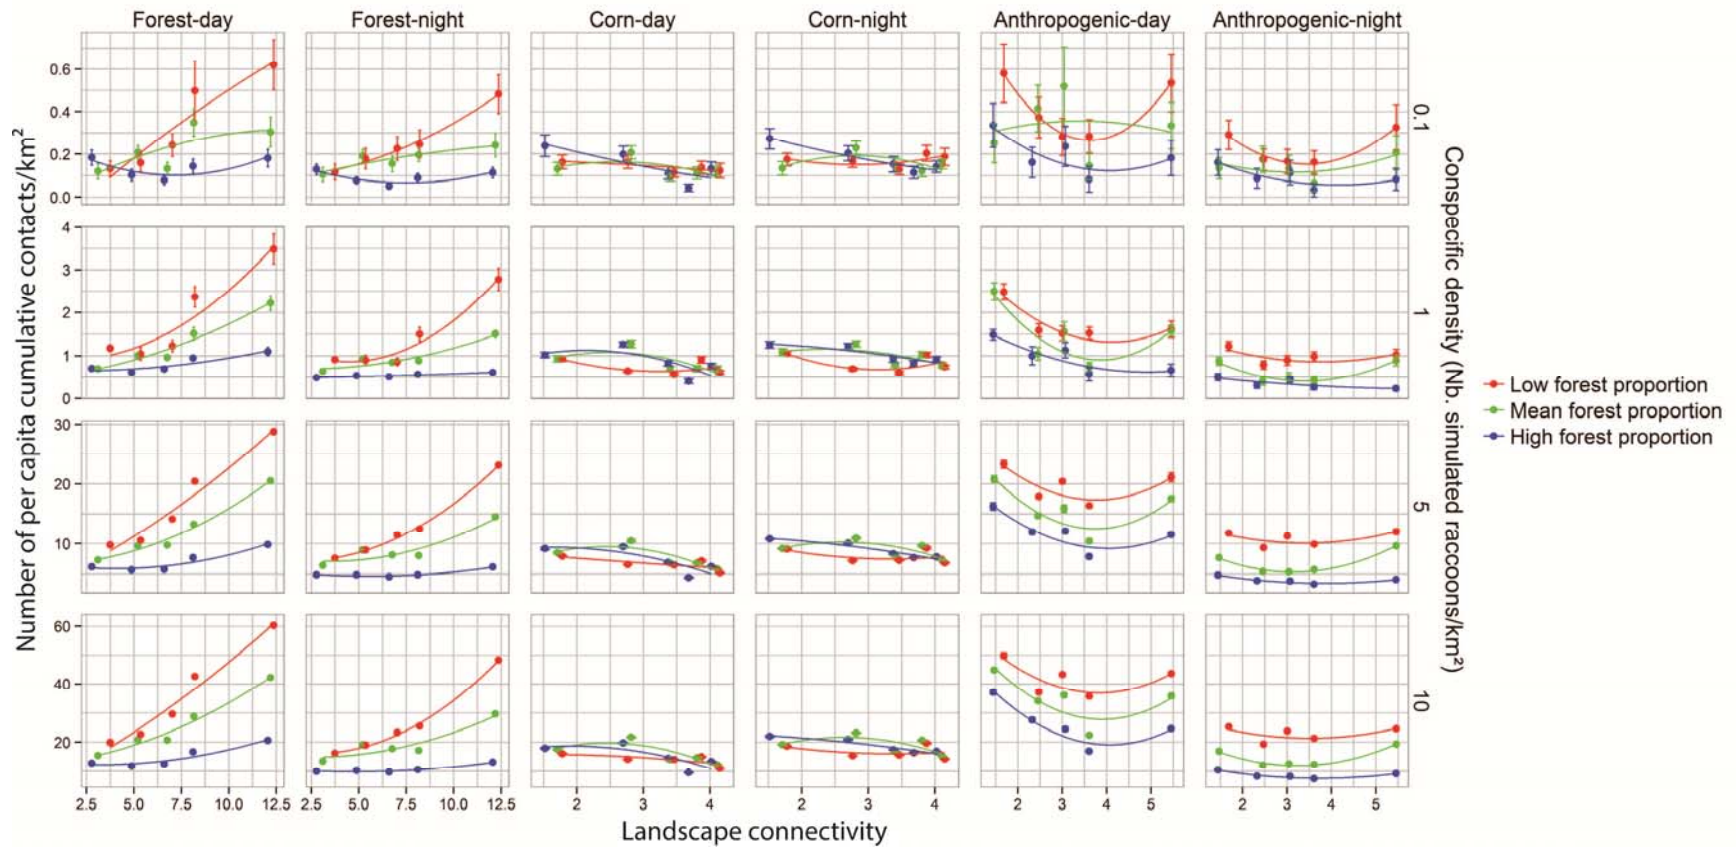 Forest-day Forest-night Corn-day Corn-night Anthropogenic-day Anthropogenic-night
Number of per capita cumulative contacts/km²
0.6
0.4
0.2
0.0
4
3
2
1
0
30
20
10
60
40
20
0.1
1
5
10
Conspecific density (Nb. simulated raccoons/km²)
Low forest proportion
Mean forest proportion
High forest proportion
2.5 5.0 7.5 10.0 12.5 2.5 5.0 7.5 10.0 12.5 2 3 4 2 3 4 2 3 4 5 2 3 4 5
Landscape connectivity